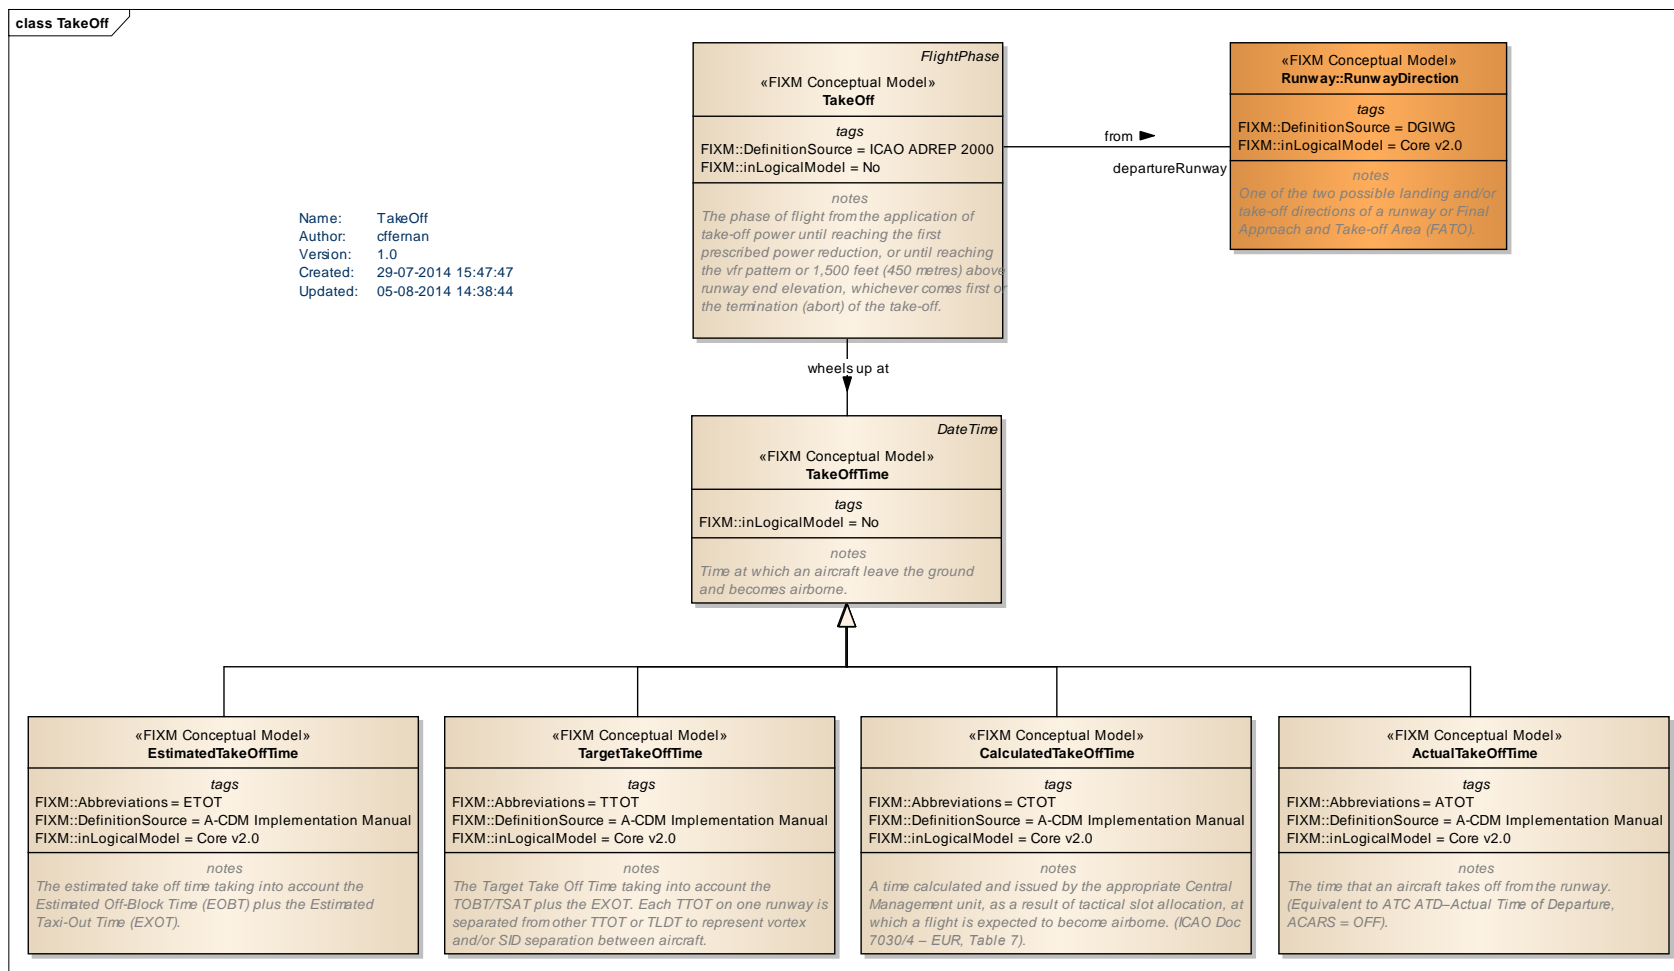 class TakeOff
FlightPhase
«FIXM Conceptual Model»
TakeOff
tags
FIXM::DefinitionSource = ICAO ADREP 2000
FIXM::inLogicalModel = No
notes
The phase of flight from the application of
take-off power until reaching the first
prescribed power reduction, or until reaching
the vfr pattern or 1,500 feet (450 metres) above
runway end elevation, whichever comes first or
the termination (abort) of the take-off.
from
departureRunway
«FIXM Conceptual Model»
Runway::RunwayDirection
tags
FIXM::DefinitionSource = DGIWG
FIXM::inLogicalModel = Core v2.0
notes
One of the two possible landing and/or
take-off directions of a runway or Final
Approach and Take-off Area (FATO).
Name: TakeOff
Author: cffernan
Version: 1.0
Created: 29-07-2014 15:47:47
Updated: 05-08-2014 14:38:44
wheels up at
DateTime
«FIXM Conceptual Model»
TakeOffTime
tags
FIXM::inLogicalModel = No
notes
Time at which an aircraft leave the ground
and becomes airborne.
«FIXM Conceptual Model»
EstimatedTakeOffTime
tags
FIXM::Abbreviations = ETOT
FIXM::DefinitionSource = A-CDM Implementation Manual
FIXM::inLogicalModel = Core v2.0
notes
The estimated take off time taking into account the
Estimated Off-Block Time (EOBT) plus the Estimated
Taxi-Out Time (EXOT).
«FIXM Conceptual Model»
TargetTakeOffTime
tags
FIXM::Abbreviations = TTOT
FIXM::DefinitionSource = A-CDM Implementation Manual
FIXM::inLogicalModel = Core v2.0
notes
The Target Take Off Time taking into account the
TOBT/TSAT plus the EXOT. Each TTOT on one runway is
separated from other TTOT or TLDT to represent vortex
and/or SID separation between aircraft.
«FIXM Conceptual Model»
CalculatedTakeOffTime
tags
FIXM::Abbreviations = CTOT
FIXM::DefinitionSource = A-CDM Implementation Manual
FIXM::inLogicalModel = Core v2.0
notes
A time calculated and issued by the appropriate Central
Management unit, as a result of tactical slot allocation, at
which a flight is expected to become airborne. (ICAO Doc
7030/4 – EUR, Table 7).
«FIXM Conceptual Model»
ActualTakeOffTime
tags
FIXM::Abbreviations = ATOT
FIXM::DefinitionSource = A-CDM Implementation Manual
FIXM::inLogicalModel = Core v2.0
notes
The time that an aircraft takes off from the runway.
(Equivalent to ATC ATD–Actual Time of Departure,
ACARS = OFF).